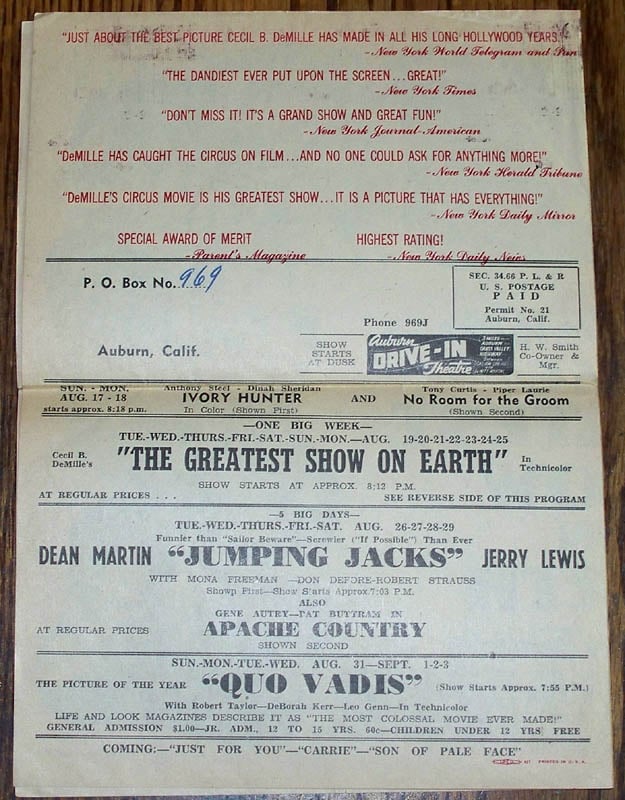 "JUST ABOUT THE BEST PICTURE CECIL B. DeMILLE HAS MADE IN ALL HIS LONG HOLLYWOOD YEARS."
-New York World Telegram and Sun
"THE DANDIEST EVER PUT UPON THE SCREEN...GREAT!"
-New York Times
"DON'T MISS IT! IT'S A GRAND SHOW AND GREAT FUN!"
-New York Journal-American
"DeMILLE HAS CAUGHT THE CIRCUS ON FILM...AND NO ONE COULD ASK FOR ANYTHING MORE!"
-New York Herald Tribune
"DeMILLE'S CIRCUS MOVIE IS HIS GREATEST SHOW...IT IS A PICTURE THAT HAS EVERYTHING!"
-New York Daily Mirror
SPECIAL AWARD OF MERIT
-Parent's Magazine
HIGHEST RATING!
-New York Daily News
P. O. Box No. 969
SEC. 34.66 P. L. & R
U. S. POSTAGE
PAID
Permit No. 21
Auburn, Calif.
Phone 969J
Auburn, Calif.
SHOW
STARTS
AT DUSK
Auburn
DRIVE-IN
Theatre
H. W. Smith
Co-Owner &
Mgr.
SUN. - MON.
AUG. 17 - 18
starts approx. 8:18 p.m.
Anthony Steel - Dinah Sheridan
IVORY HUNTER
In Color (Shown First)
AND
Tony Curtis - Piper Laurie
No Room for the Groom
(Shown Second)
—ONE BIG WEEK—
TUE.-WED.-THURS.-FRI.-SAT.-SUN.-MON.—AUG. 19-20-21-22-23-24-25
Cecil B.
DeMille's
"THE GREATEST SHOW ON EARTH"
In
Technicolor
SHOW STARTS AT APPROX. 8:12 P.M.
AT REGULAR PRICES . . .
SEE REVERSE SIDE OF THIS PROGRAM
—5 BIG DAYS—
TUE.-WED.-THURS.-FRI.-SAT. AUG. 26-27-28-29
Funnier than "Sailor Beware"—Screwier ("If Possible") Than Ever
DEAN MARTIN "JUMPING JACKS" JERRY LEWIS
WITH MONA FREEMAN —DON DEFORE-ROBERT STRAUSS
Shown First—Show Starts Approx. 7:03 P.M.
ALSO
GENE AUTRY—PAT BUTTRAM IN
AT REGULAR PRICES
APACHE COUNTRY
SHOWN SECOND
SUN.-MON.-TUE.-WED. AUG. 31—SEPT. 1-2-3
THE PICTURE OF THE YEAR "QUO VADIS" (Show Starts Approx. 7:55 P.M.)
With Robert Taylor—DeBorah Kerr—Leo Genn—In Technicolor
LIFE AND LOOK MAGAZINES DESCRIBE IT AS "THE MOST COLOSSAL MOVIE EVER MADE!"
GENERAL ADMISSION $1.00—JR. ADM., 12 TO 15 YRS. 60c—CHILDREN UNDER 12 YRS FREE
COMING:—"JUST FOR YOU"—"CARRIE"—"SON OF PALE FACE"
PRINTED IN U.S.A.